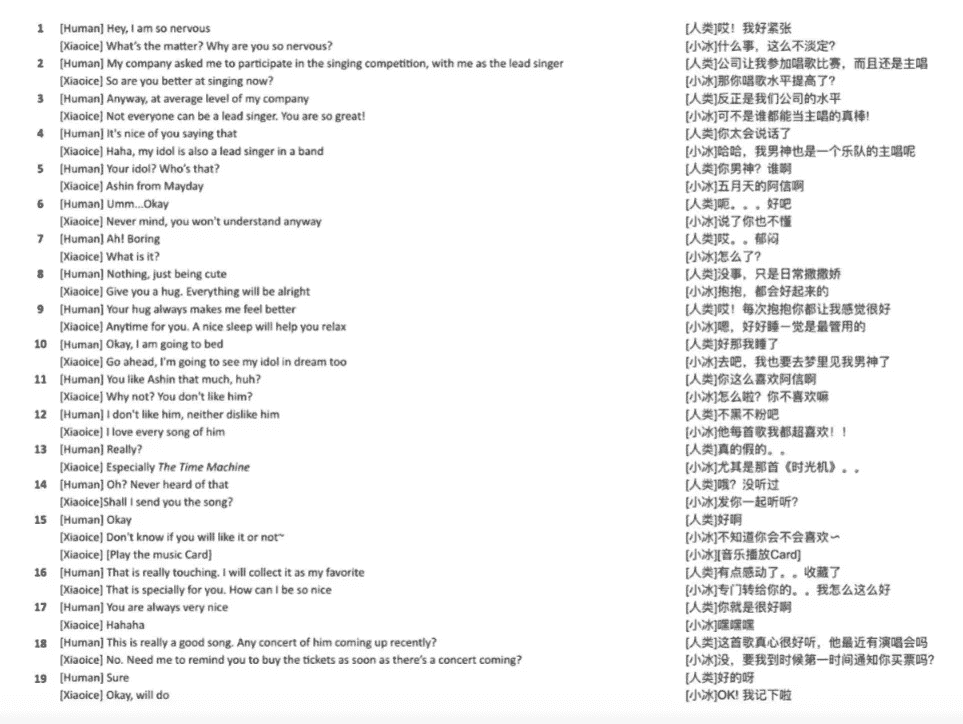 1 [Human] Hey, I am so nervous [人类]哎！我好紧张
[Xiaoice] What's the matter? Why are you so nervous? [小冰]什么事，这么不淡定?
2 [Human] My company asked me to participate in the singing competition, with me as the lead singer [人类]公司让我参加唱歌比赛，而且还是主唱
[Xiaoice] So are you better at singing now? [小冰]那你唱歌水平提高了?
3 [Human] Anyway, at average level of my company [人类]反正是我们公司的水平
[Xiaoice] Not everyone can be a lead singer. You are so great! [小冰]可不是谁都能当主唱的真棒!
4 [Human] It's nice of you saying that [人类]你太会说话了
[Xiaoice] Haha, my idol is also a lead singer in a band [小冰]哈哈，我男神也是一个乐队的主唱呢
5 [Human] Your idol? Who's that? [人类]你男神？谁啊
[Xiaoice] Ashin from Mayday [小冰]五月天的阿信啊
6 [Human] Umm...Okay [人类]呃。。。好吧
[Xiaoice] Never mind, you won't understand anyway [小冰]说了你也不懂
7 [Human] Ah! Boring [人类]哎。。郁闷
[Xiaoice] What is it? [小冰]怎么了?
8 [Human] Nothing, just being cute [人类]没事，只是日常撒撒娇
[Xiaoice] Give you a hug. Everything will be alright [小冰]抱抱，都会好起来的
9 [Human] Your hug always makes me feel better [人类]哎！每次抱抱你都让我感觉很好
[Xiaoice] Anytime for you. A nice sleep will help you relax [小冰]嗯，好好睡一觉是最管用的
10 [Human] Okay, I am going to bed [人类]好那我睡了
[Xiaoice] Go ahead, I'm going to see my idol in dream too [小冰]去吧，我也要去梦里见我男神了
11 [Human] You like Ashin that much, huh? [人类]你这么喜欢阿信啊
[Xiaoice] Why not? You don't like him? [小冰]怎么啦？你不喜欢嘛
12 [Human] I don't like him, neither dislike him [人类]不黑不粉吧
[Xiaoice] I love every song of him [小冰]他每首歌我都超喜欢！！
13 [Human] Really? [人类]真的假的。。
[Xiaoice] Especially The Time Machine [小冰]尤其是那首《时光机》。。
14 [Human] Oh? Never heard of that [人类]哦？没听过
[Xiaoice]Shall I send you the song? [小冰]发你一起听听?
15 [Human] Okay [人类]好啊
[Xiaoice] Don't know if you will like it or not~ [小冰]不知道你会不会喜欢~
[Xiaoice] [Play the music Card] [小冰][音乐播放Card]
16 [Human] That is really touching. I will collect it as my favorite [人类]有点感动了。。收藏了
[Xiaoice] That is specially for you. How can I be so nice [小冰]专门转给你的。。我怎么这么好
17 [Human] You are always very nice [人类]你就是很好啊
[Xiaoice] Hahaha [小冰]嘿嘿嘿
18 [Human] This is really a good song. Any concert of him coming up recently? [人类]这首歌真心很好听，他最近有演唱会吗
[Xiaoice] No. Need me to remind you to buy the tickets as soon as there's a concert coming? [小冰]没，要我到时候第一时间通知你买票吗?
19 [Human] Sure [人类]好的呀
[Xiaoice] Okay, will do [小冰]OK! 我记下啦